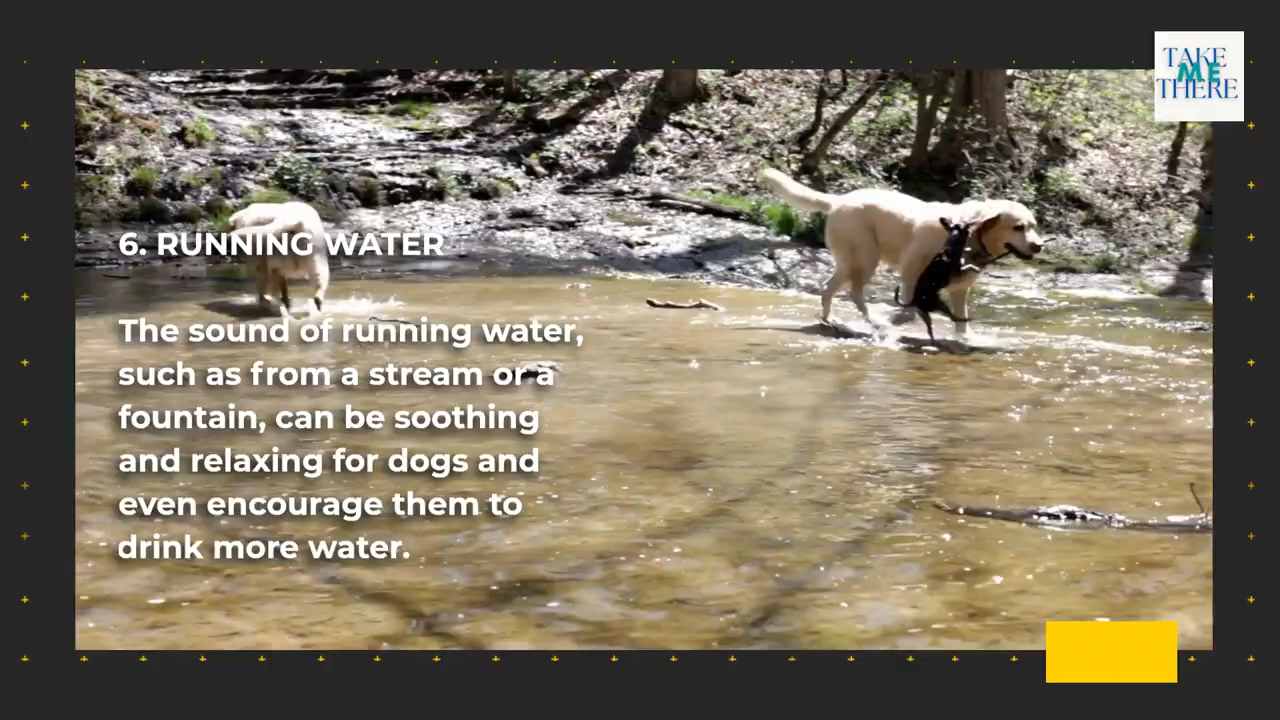 TAKE
ME
THERE
6. RUNNING WATER
The sound of running water,
such as from a stream or a
fountain, can be soothing
and relaxing for dogs and
even encourage them to
drink more water.